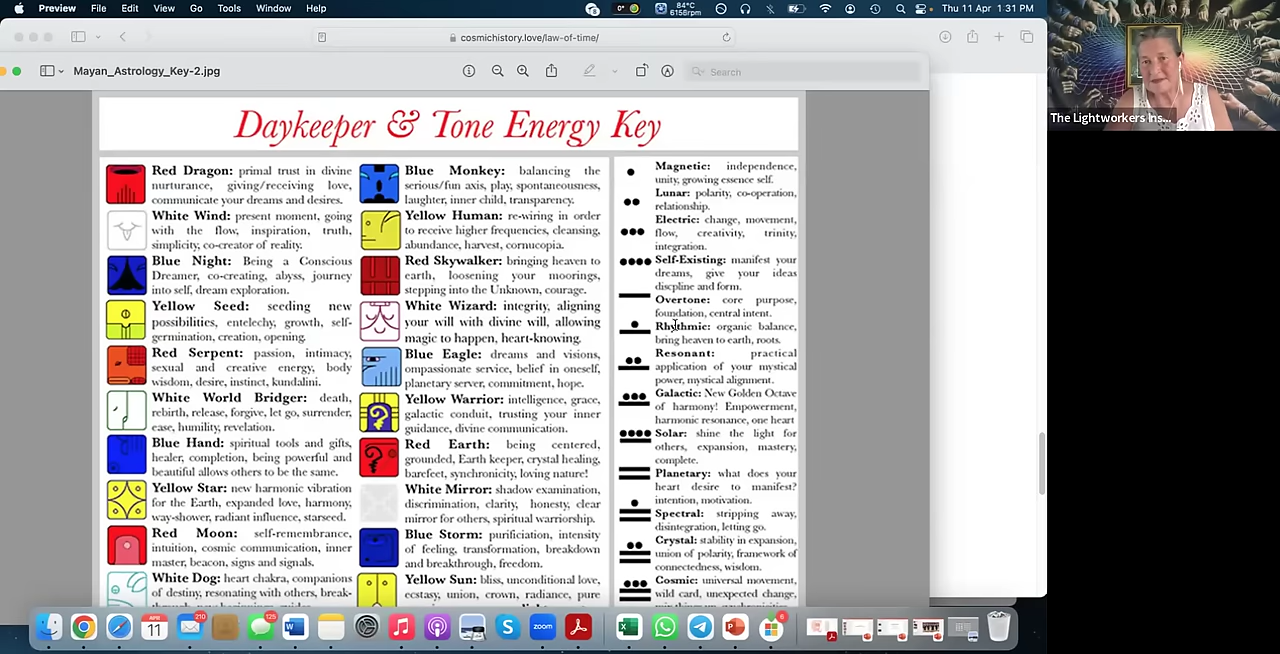 Preview File Edit View Go Tools Window Help 0° 84°C 6158rpm Thu 11 Apr 1:31 PM
cosmichistory.love/law-of-time/
Mayan_Astrology_Key-2.jpg Search
The Lightworkers Ins...
Daykeeper & Tone Energy Key
Red Dragon: primal trust in divine
nurturance, giving/receiving love,
communicate your dreams and desires.
White Wind: present moment, going
with the flow, inspiration, truth,
simplicity, co-creator of reality.
Blue Night: Being a Conscious
Dreamer, co-creating, abyss, journey
into self, dream exploration.
Yellow Seed: seeding new
possibilities, entelechy, growth, self-
germination, creation, opening.
Red Serpent: passion, intimacy,
sexual and creative energy, body
wisdom, desire, instinct, kundalini.
White World Bridger: death,
rebirth, release, forgive, let go, surrender,
ease, humility, revelation.
Blue Hand: spiritual tools and gifts,
healer, completion, being powerful and
beautiful allows others to be the same.
Yellow Star: new harmonic vibration
for the Earth, expanded love, harmony,
way-shower, radiant influence, starseed.
Red Moon: self-remembrance,
intuition, cosmic communication, inner
master, beacon, signs and signals.
White Dog: heart chakra, companions
of destiny, resonating with others, break-
Blue Monkey: balancing the
serious/fun axis, play, spontaneousness,
laughter, inner child, transparency.
Yellow Human: re-wiring in order
to receive higher frequencies, cleansing,
abundance, harvest, cornucopia.
Red Skywalker: bringing heaven to
earth, loosening your moorings,
stepping into the Unknown, courage.
White Wizard: integrity, aligning
your will with divine will, allowing
magic to happen, heart-knowing.
Blue Eagle: dreams and visions,
ompassionate service, belief in oneself,
planetary server, commitment, hope.
Yellow Warrior: intelligence, grace,
galactic conduit, trusting your inner
guidance, divine communication.
Red Earth: being centered,
grounded, Earth keeper, crystal healing,
barefeet, synchronicity, loving nature!
White Mirror: shadow examination,
discrimination, clarity, honesty, clear
mirror for others, spiritual warriorship.
Blue Storm: purification, intensity
of feeling, transformation, breakdown
and breakthrough, freedom.
Yellow Sun: bliss, unconditional love,
ecstasy, union, crown, radiance, pure
Magnetic: independence,
unity, growing essence self.
Lunar: polarity, co-operation,
relationship.
Electric: change, movement,
flow, creativity, trinity,
integration.
Self-Existing: manifest your
dreams, give your ideas
discpline and form.
Overtone: core purpose,
foundation, central intent.
Rhythmic: organic balance,
bring heaven to earth, roots.
Resonant: practical
application of your mystical
power, mystical alignment.
Galactic: New Golden Octave
of harmony! Empowerment,
harmonic resonance, one heart
Solar: shine the light for
others, expansion, mastery,
complete.
Planetary: what does your
heart desire to manifest?
intention, motivation.
Spectral: stripping away,
disintegration, letting go.
Crystal: stability in expansion,
union of polarity, framework of
connectedness, wisdom.
Cosmic: universal movement,
wild card, unexpected change,
APR 11 210 125 zoom